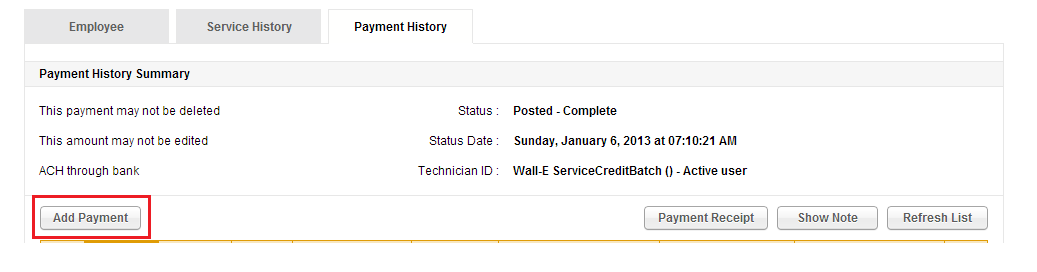 Employee Service History Payment History
Payment History Summary
This payment may not be deleted Status : Posted - Complete
This amount may not be edited Status Date : Sunday, January 6, 2013 at 07:10:21 AM
ACH through bank Technician ID : Wall-E ServiceCreditBatch () - Active user
Add Payment Payment Receipt Show Note Refresh List